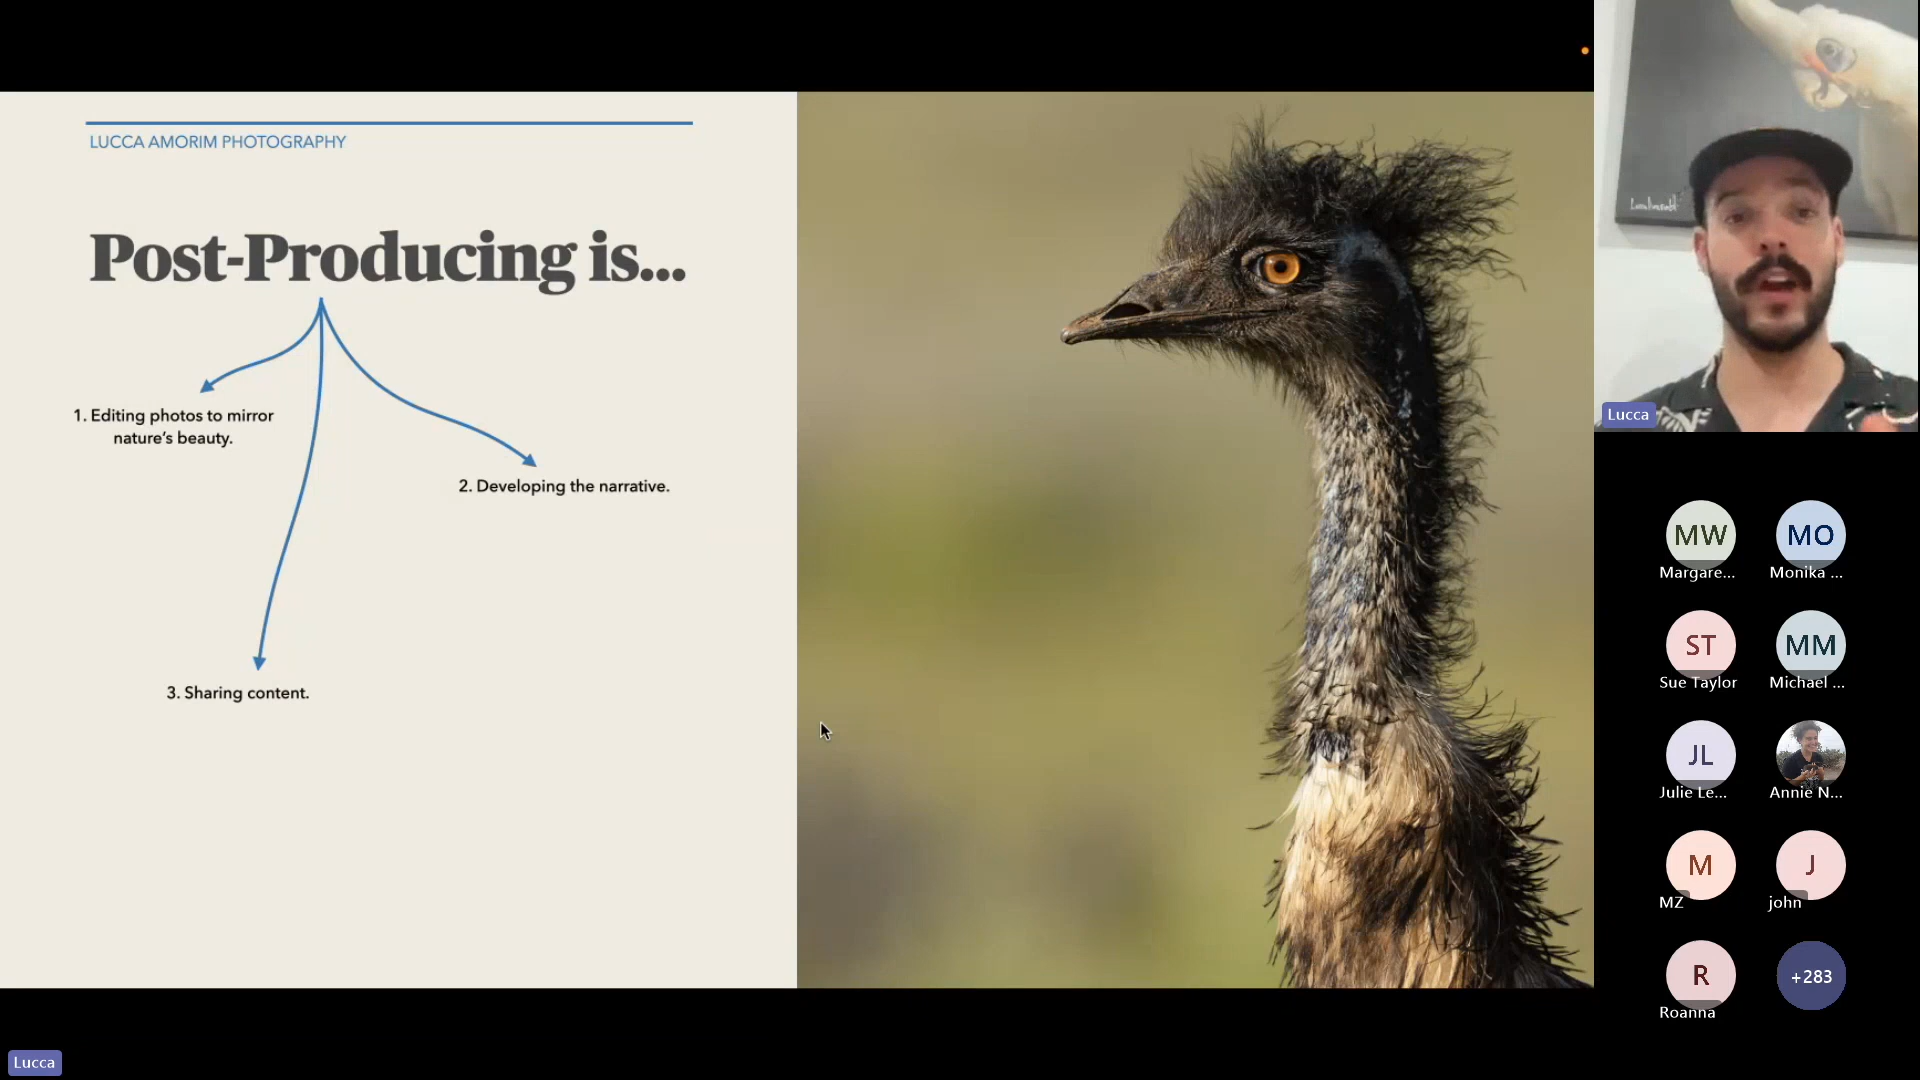 LUCCA AMORIM PHOTOGRAPHY
Post-Producing is...
1. Editing photos to mirror
nature's beauty.
2. Developing the narrative.
3. Sharing content.
Lucca
MW
Margare...
MO
Monika ...
ST
Sue Taylor
MM
Michael ...
JL
Julie Le...
Annie N...
M
MZ
J
john
R
Roanna
+283
Lucca